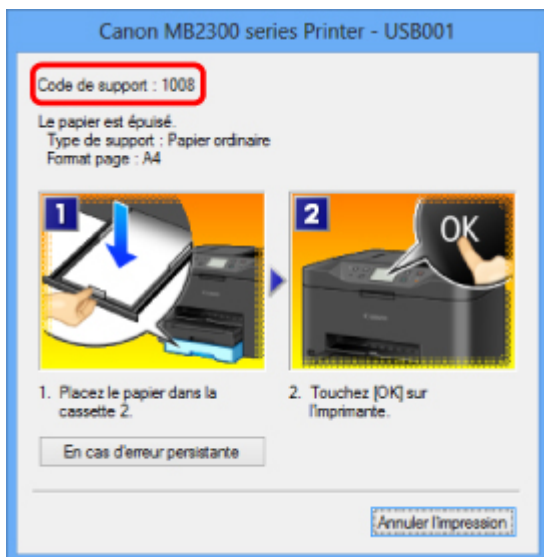 Canon MB2300 series Printer - USB001
Code de support : 1008
Le papier est épuisé.
Type de support : Papier ordinaire
Format page : A4
1
2
OK
1. Placez le papier dans la
cassette 2.
2. Touchez [OK] sur
l'imprimante.
En cas d'erreur persistante
Annuler l'impression